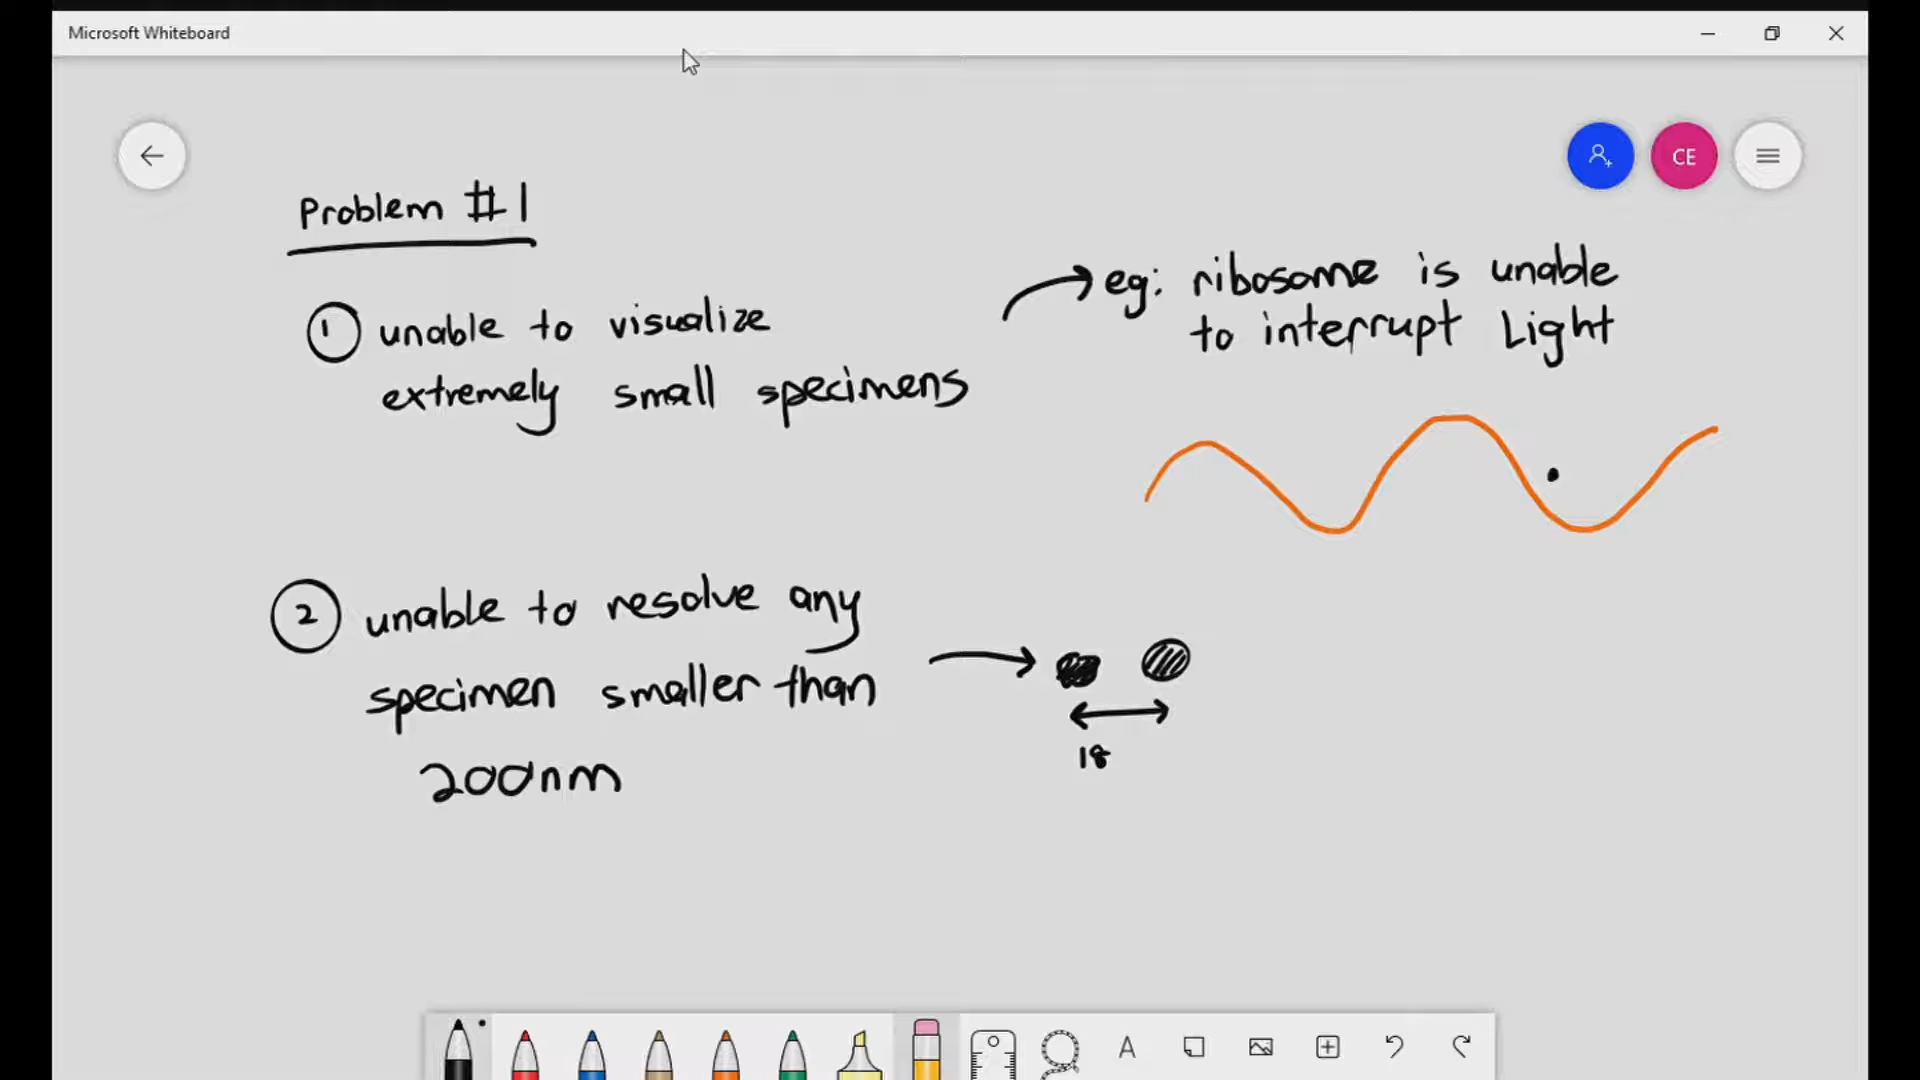 Microsoft Whiteboard
CE
Problem #1
1 unable to visualize
extremely small specimens
eg: ribosome is unable
to interrupt Light
2 unable to resolve any
specimen smaller than
200nm
18
A